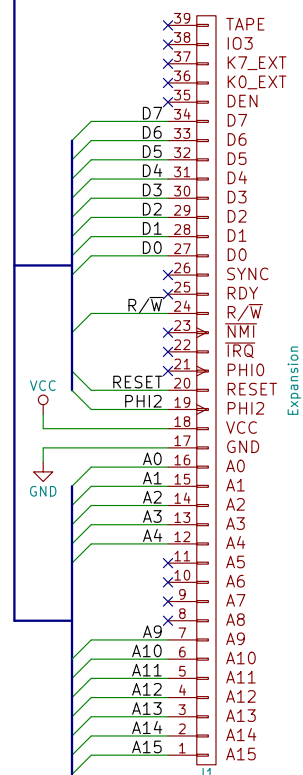 39 TAPE
38 IO3
37 K7_EXT
36 K0_EXT
35 DEN
D7 34 D7
D6 33 D6
D5 32 D5
D4 31 D4
D3 30 D3
D2 29 D2
D1 28 D1
D0 27 D0
26 SYNC
25 RDY
R/W̅ 24 R/W̅
23 N̅M̅I̅
22 I̅R̅Q̅
21 PHI0
RESET 20 RESET
PHI2 19 PHI2
VCC
18 VCC
17 GND
GND
A0 16 A0
A1 15 A1
A2 14 A2
A3 13 A3
A4 12 A4
11 A5
10 A6
9 A7
8 A8
A9 7 A9
A10 6 A10
A11 5 A11
A12 4 A12
A13 3 A13
A14 2 A14
A15 1 A15
J1
Expansion